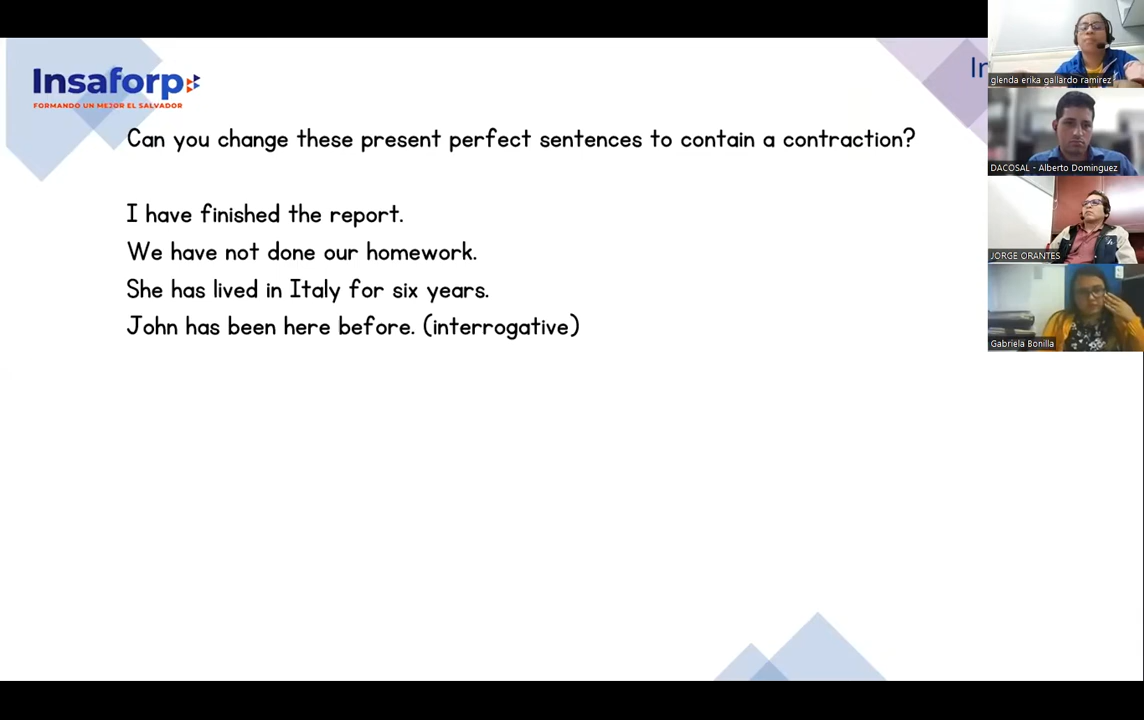 Insaforp
FORMANDO UN MEJOR EL SALVADOR
In
Can you change these present perfect sentences to contain a contraction?
I have finished the report.
We have not done our homework.
She has lived in Italy for six years.
John has been here before. (interrogative)
glenda erika gallardo ramirez
DACOSAL - Alberto Dominguez
JORGE ORANTES
Gabriela Bonilla